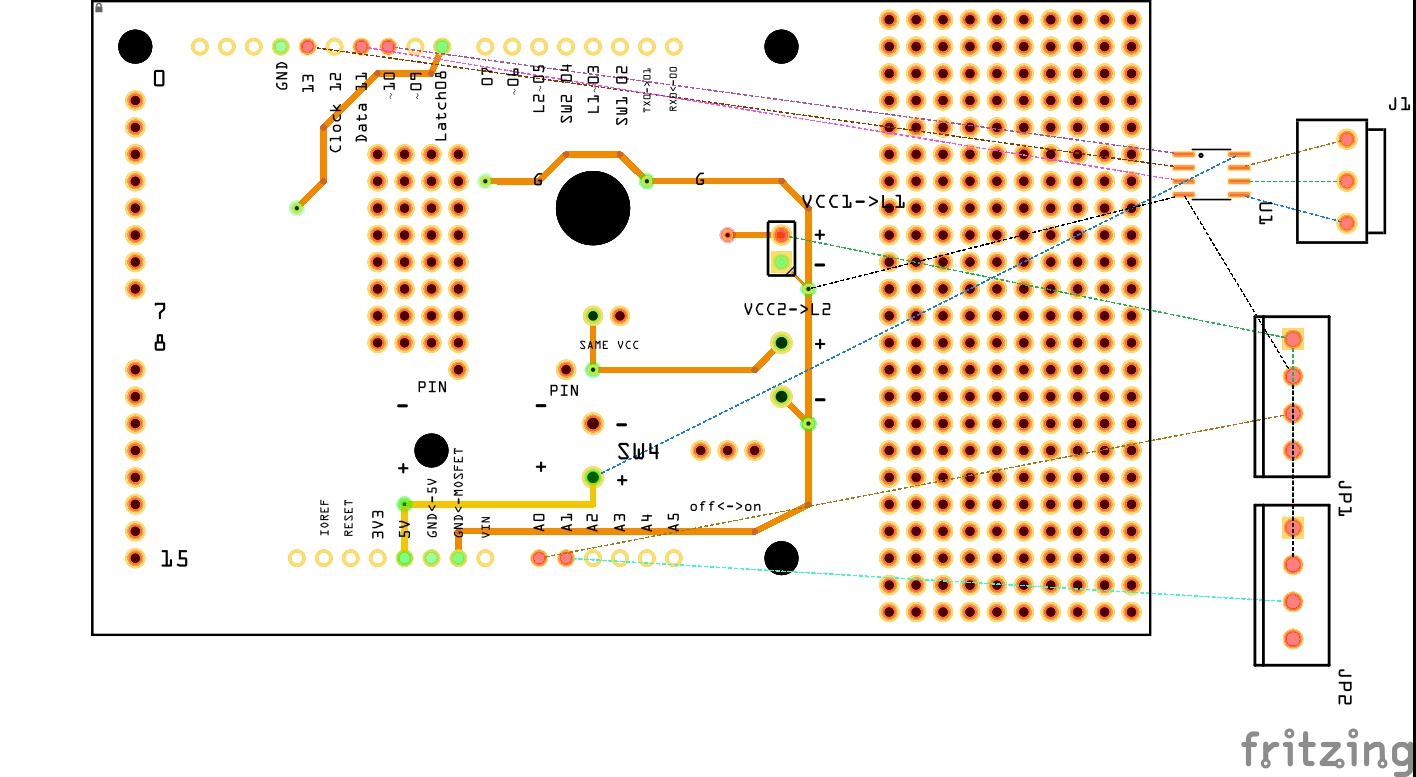 J1
0
GND
13
12
Clock
Data 11
~10
~09
Latch08
07
~06
L2~05
SW2 04
L1~03
SW1 02
TX0->01
RX0<-00
G
G
VCC1->L1
U1
+
-
7
VCC2->L2
8
SAME VCC
+
PIN
PIN
-
-
-
-
SW4
+
+
+
JP1
IOREF
RESET
3V3
5V
GND<-5V
GND<-MOSFET
VIN
A0
A1
A2
A3
A4
A5
off<->on
15
JP2
fritzing